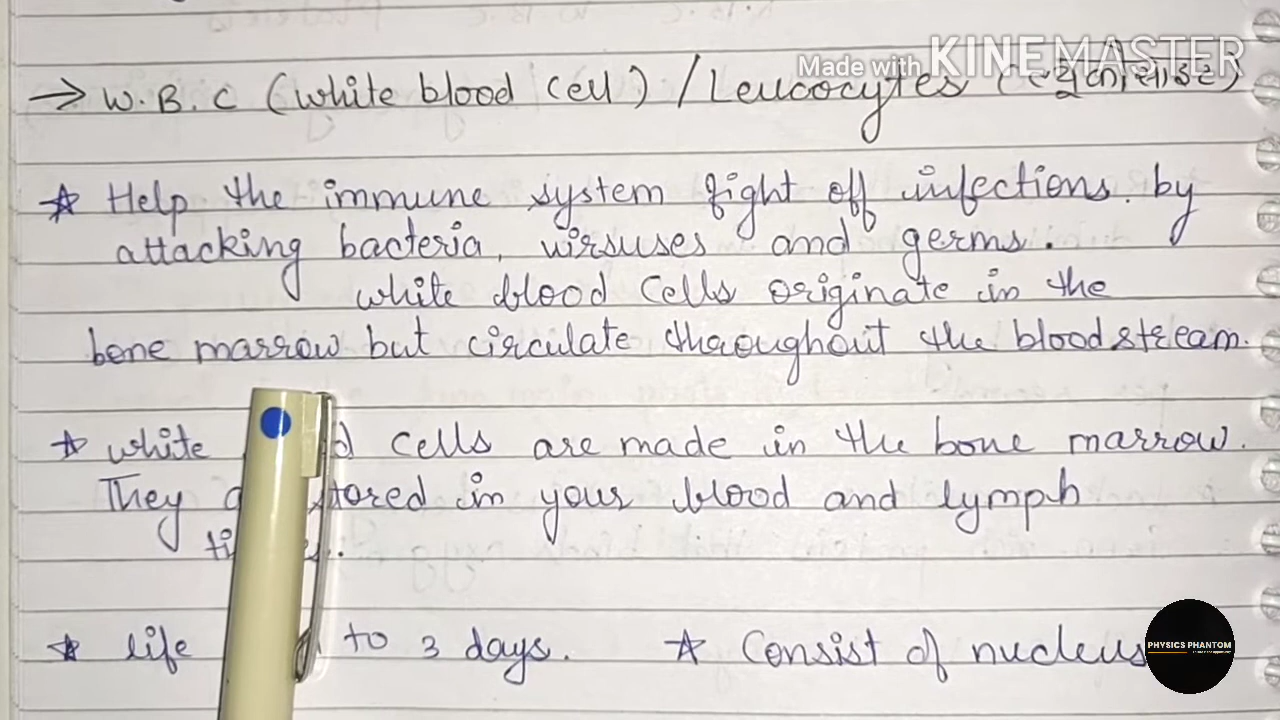 Made with KINEMASTER
→ W.B.C (White blood cell) / Leucocytes (ल्यूकोसाइट)
☆ Help the immune system fight off infections. by
attacking bacteria, virsuses and germs.
white blood cells originate in the
bone marrow but circulate throughout the bloodstream.
☆ white d cells are made in the bone marrow.
They stored in your blood and lymph
☆ life to 3 days. ☆ Consist of nucleus
PHYSICS PHANTOM